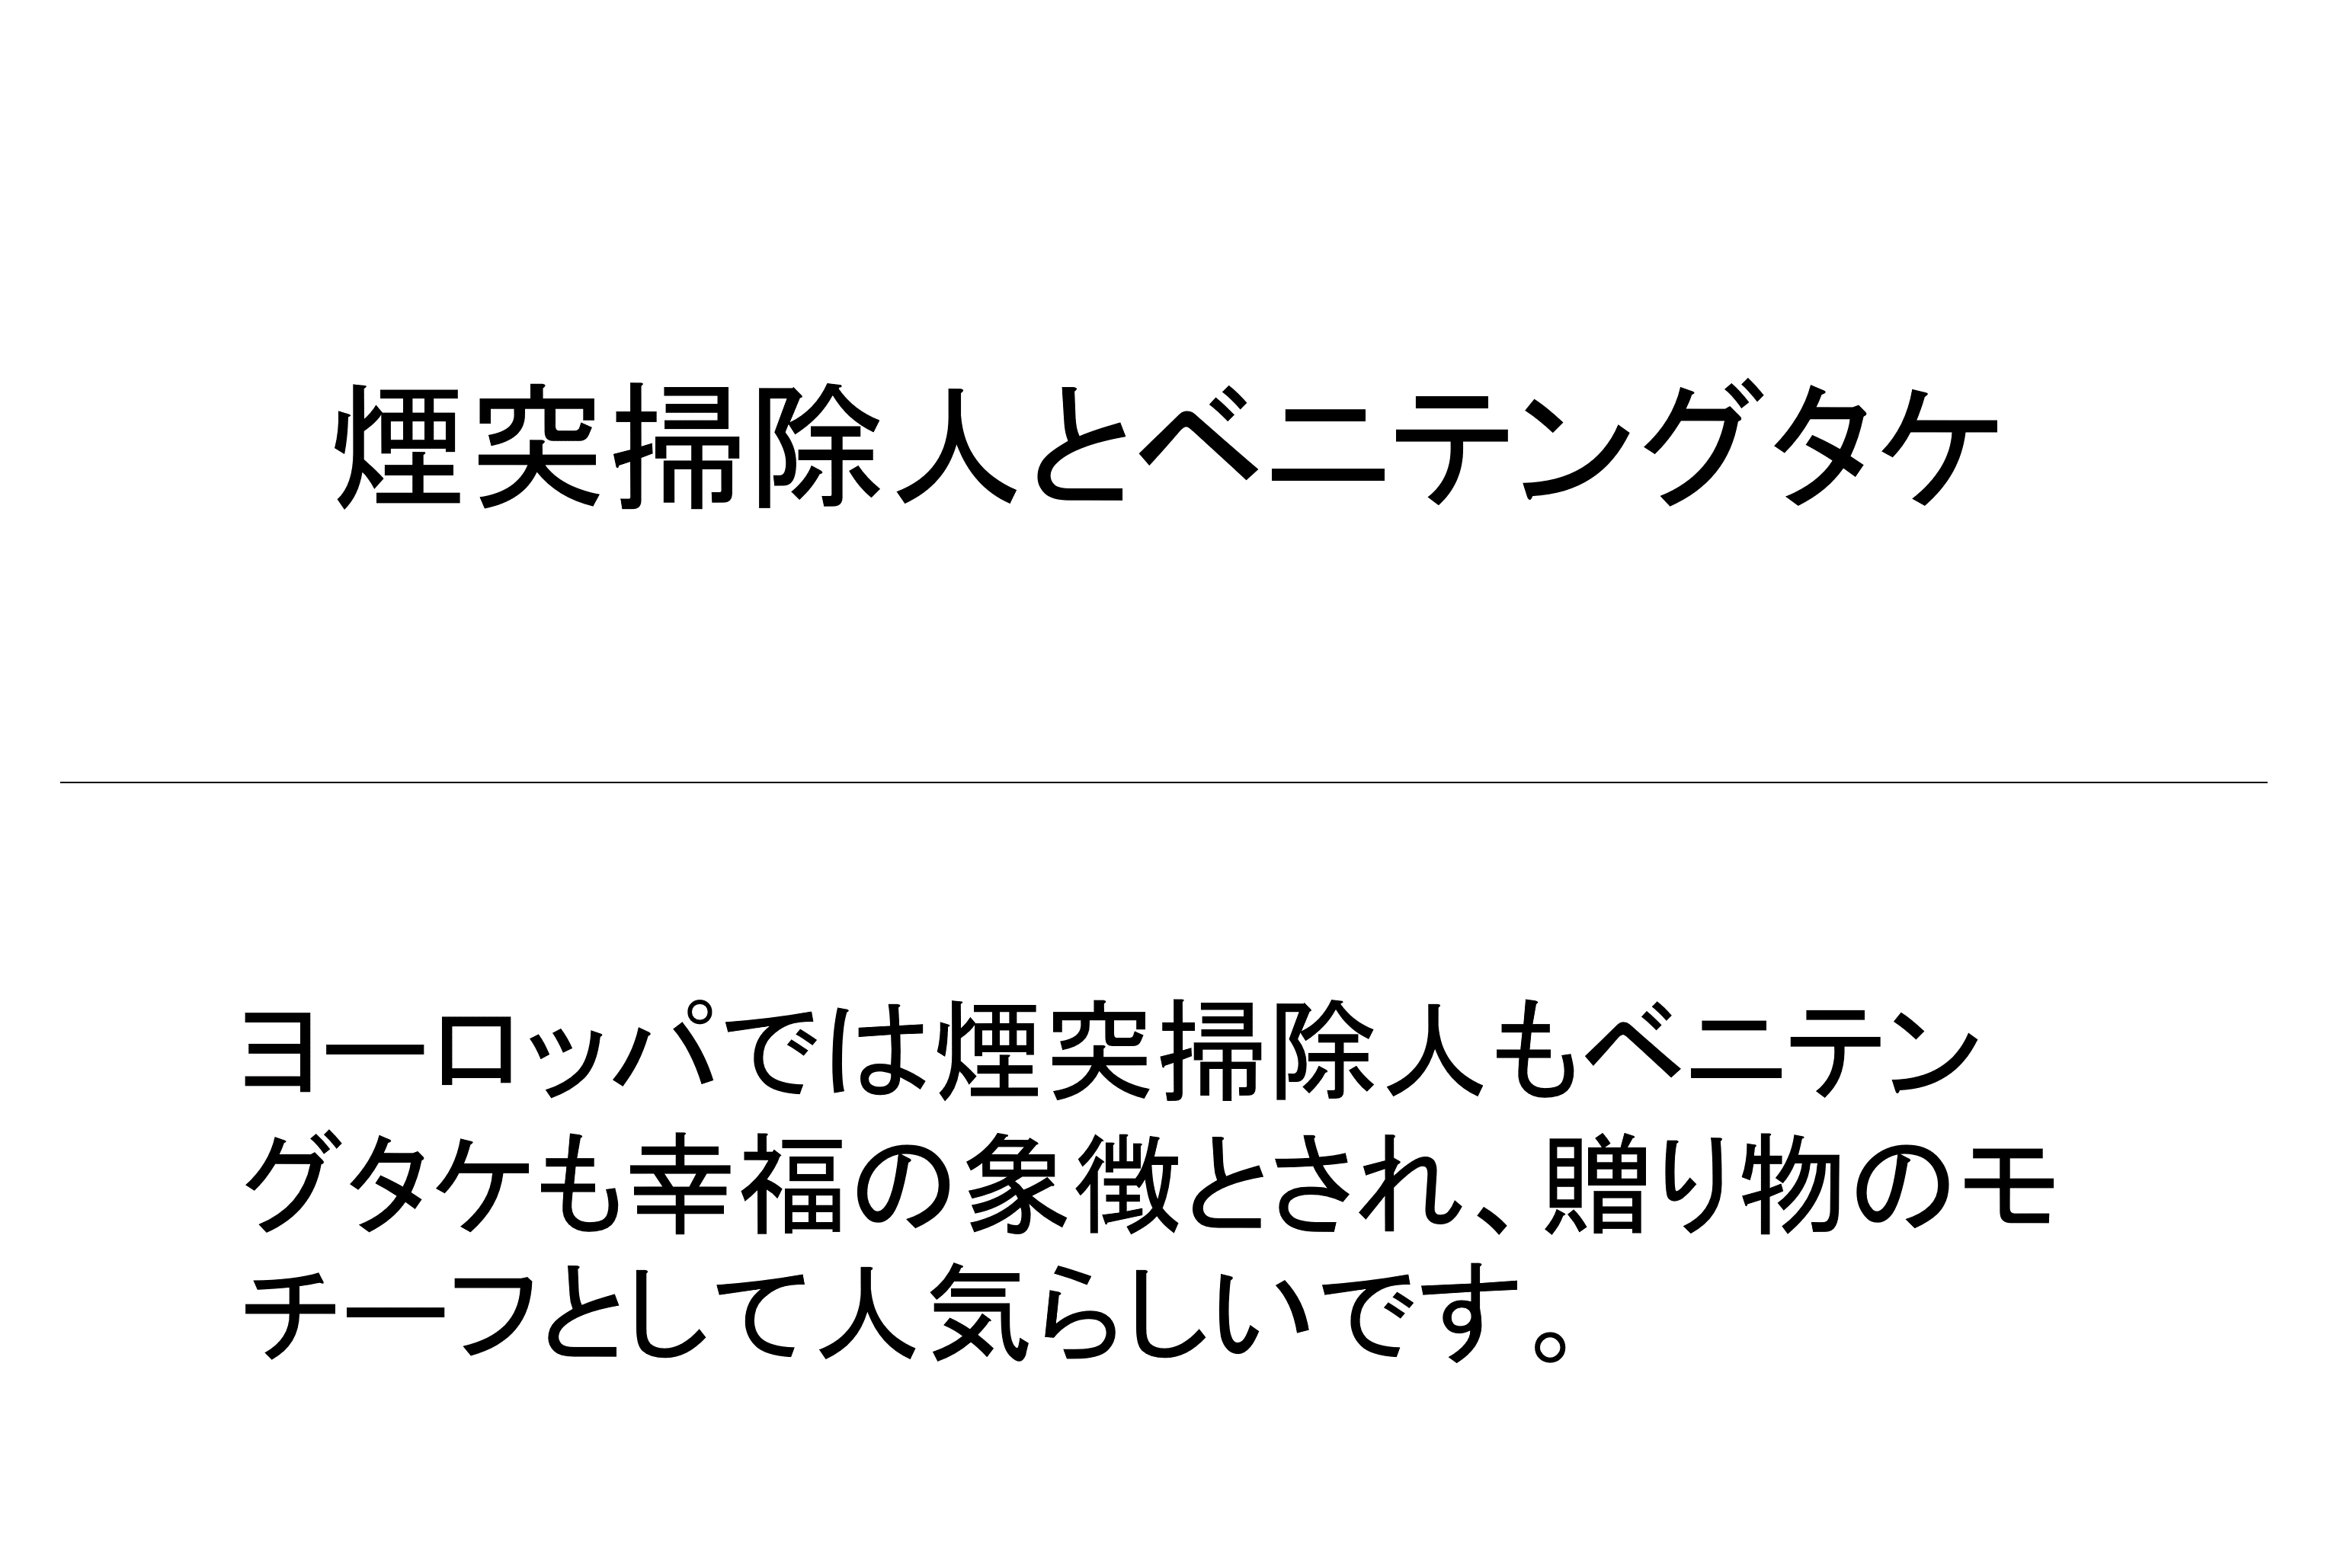 煙突掃除人とベニテングタケ
ヨーロッパでは煙突掃除人もベニテン
グタケも幸福の象徴とされ、贈り物のモ
チーフとして人気らしいです。